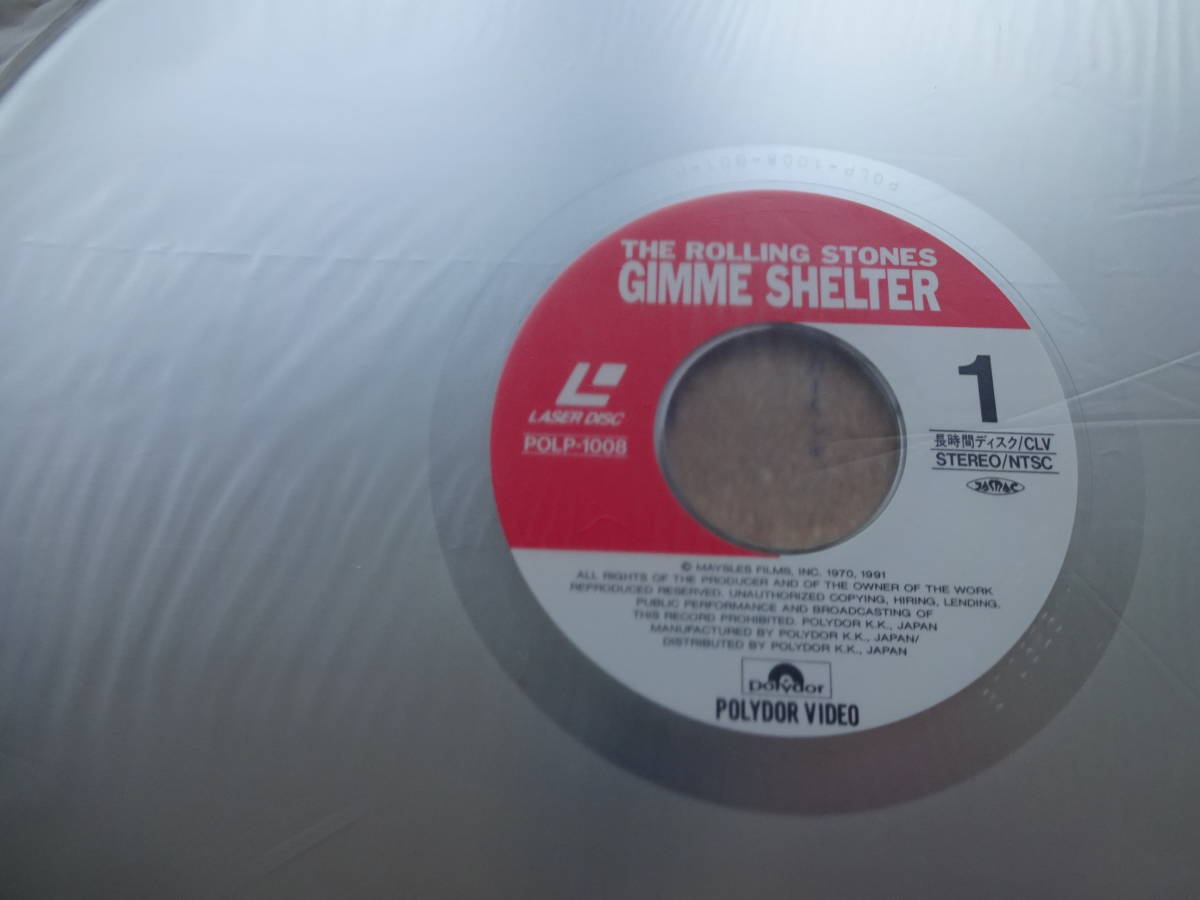 THE ROLLING STONES
GIMME SHELTER
1
LASER DISC
POLP-1008
長時間ディスク/CLV
STEREO/NTSC
JASRAC
© MAYSLES FILMS, INC. 1970, 1991
ALL RIGHTS OF THE PRODUCER AND OF THE OWNER OF THE WORK
REPRODUCED RESERVED. UNAUTHORIZED COPYING, HIRING, LENDING.
PUBLIC PERFORMANCE AND BROADCASTING OF
THIS RECORD PROHIBITED. POLYDOR K.K., JAPAN
MANUFACTURED BY POLYDOR K.K., JAPAN/
DISTRIBUTED BY POLYDOR K.K., JAPAN
Polydor
POLYDOR VIDEO